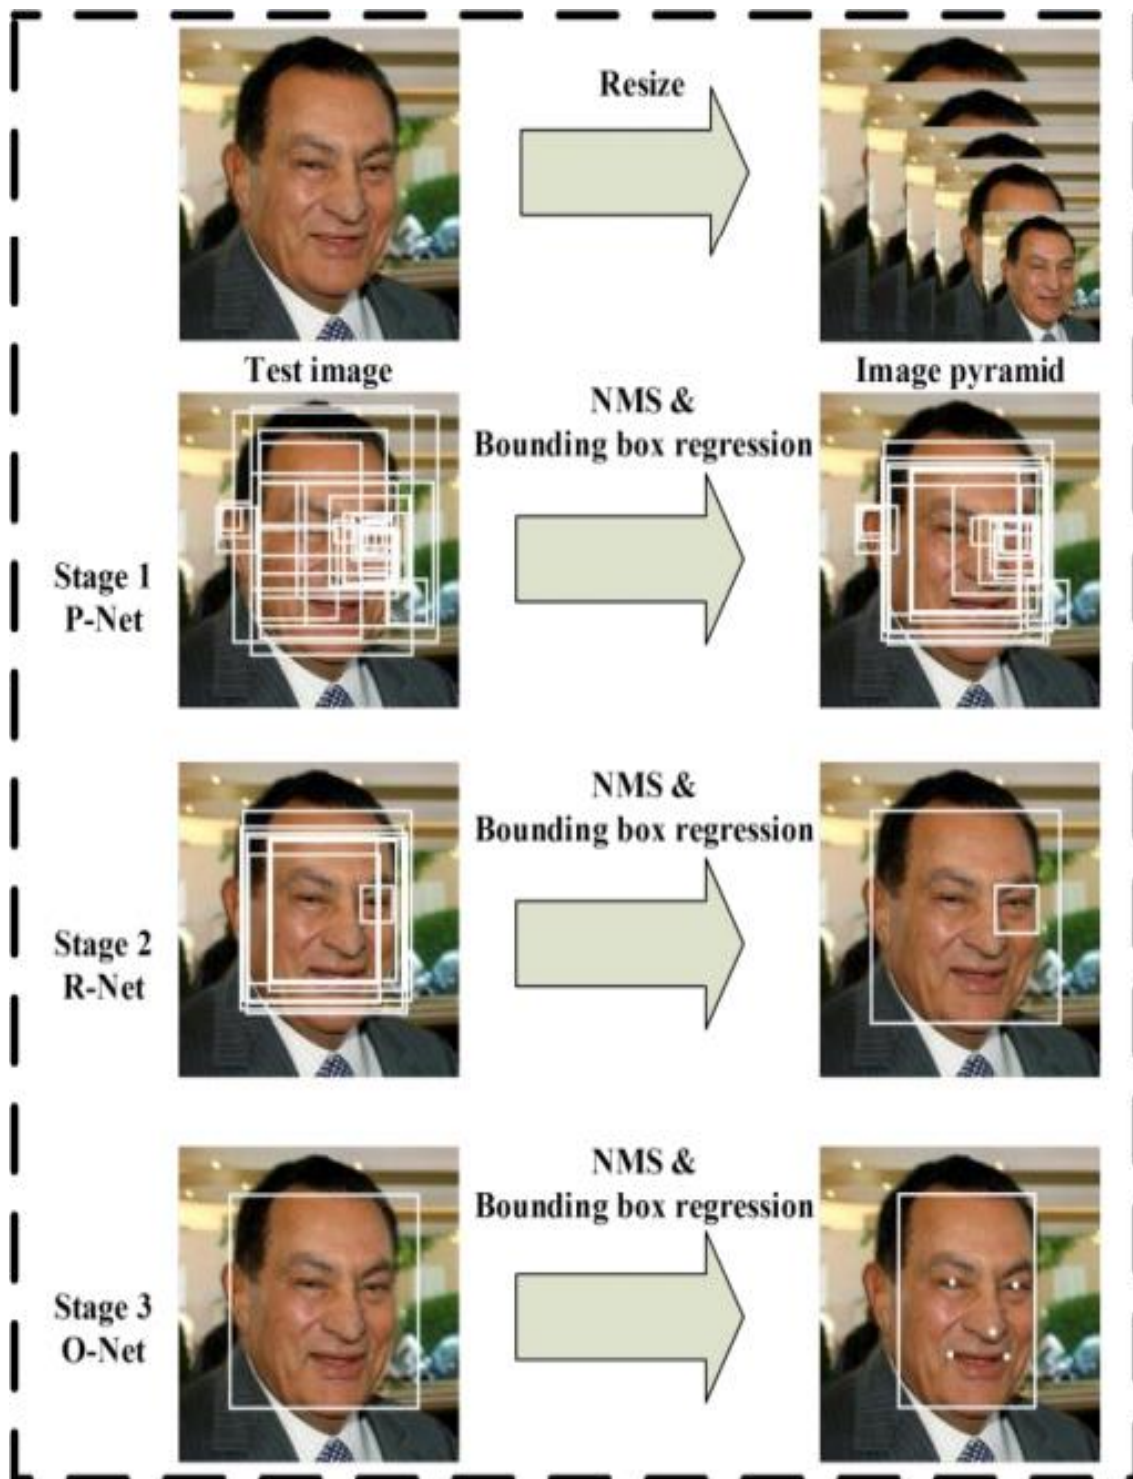 Resize
Test image
Image pyramid
NMS &
Bounding box regression
Stage 1
P-Net
NMS &
Bounding box regression
Stage 2
R-Net
NMS &
Bounding box regression
Stage 3
O-Net